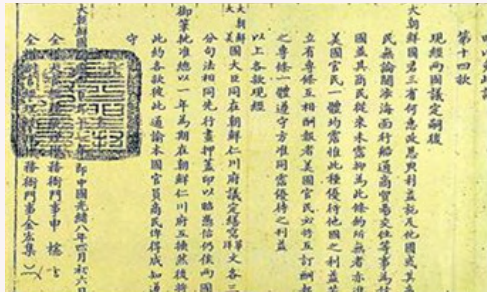 第十四款
現經兩國議定嗣後
大朝鮮國君主有何惠政恩典利益施及他國或其
民無論關涉海面行船通商貿易交往等事為該
國並其商民從來未霑抑為此條約所無者亦准
美國官民一體均霑惟此種優待他國之利益若
立有專條互相酬報者美國官民必將互訂酬報
之專條一體遵守方准同霑優待之利益
以上各款現經
大朝鮮國大美國大臣同在朝鮮仁川府議定繕寫華洋文各三
分句法相同先行畫押蓋印以昭憑信仍候兩國
御筆批准總以一年為期在朝鮮仁川府互換然後將
此約各款彼此通諭本國官員商民俾得咸知遵
守
大朝鮮國 年即中國光緒八年四月初六日
全權 機務衙門事申櫶
全權 機務衙門事金宏集